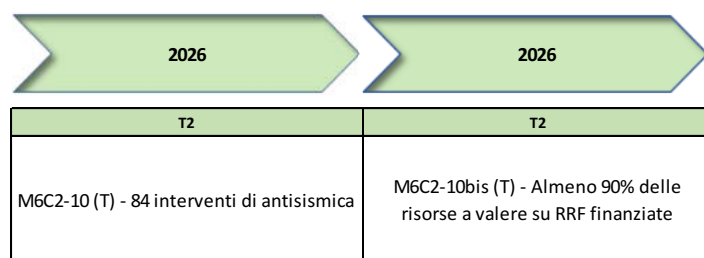 2026
2026
T2
T2
M6C2-10 (T) - 84 interventi di antisismica
M6C2-10bis (T) - Almeno 90% delle
risorse a valere su RRF finanziate